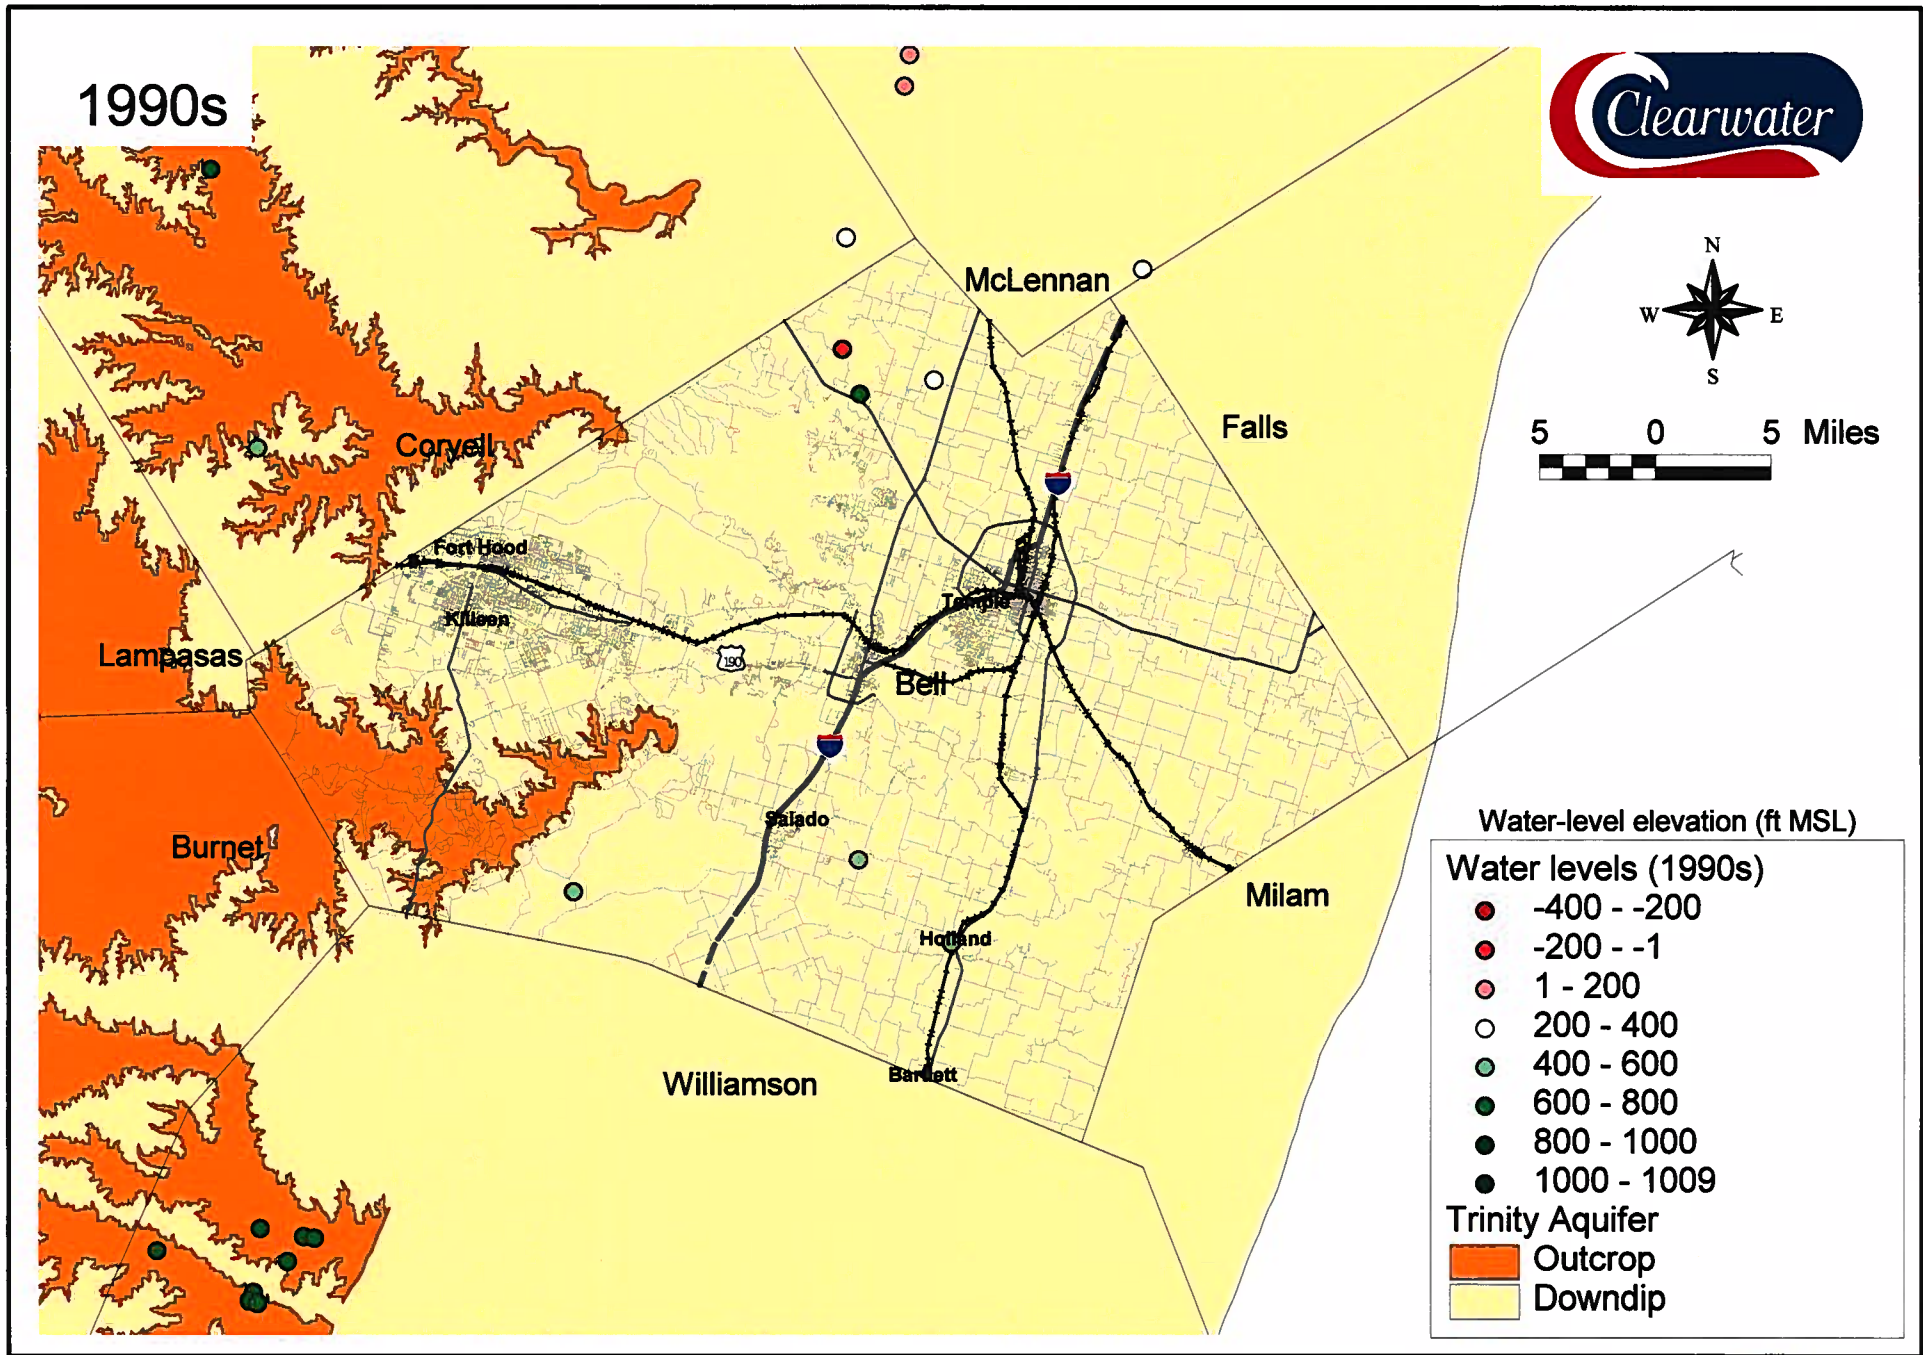 1990s
Clearwater
McLennan
N
W E
S
Falls
5 0 5 Miles
Coryell
Fort Hood
Killeen
Temple
Lampasas
190
Bell
Salado
Burnet
Holland
Milam
Williamson
Bartlett
Water-level elevation (ft MSL)
Water levels (1990s)
-400 - -200
-200 - -1
1 - 200
200 - 400
400 - 600
600 - 800
800 - 1000
1000 - 1009
Trinity Aquifer
Outcrop
Downdip